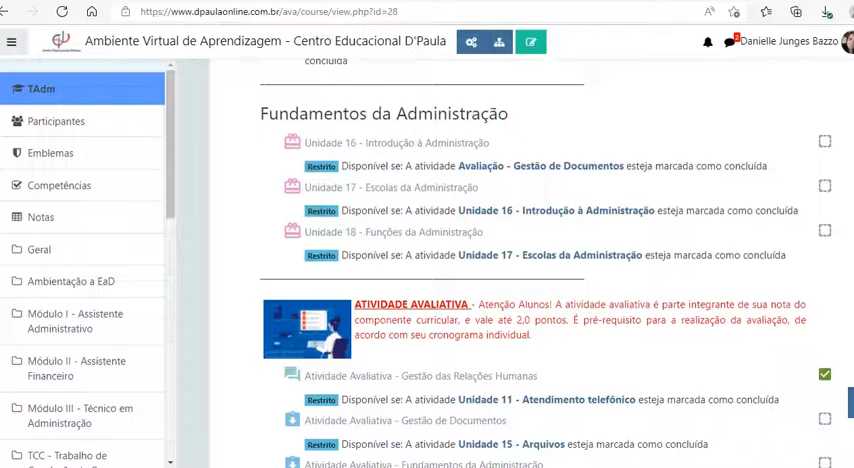 https://www.dpaulaonline.com.br/ava/course/view.php?id=28
Ambiente Virtual de Aprendizagem - Centro Educacional D'Paula
2
Danielle Junges Bazzo
TAdm
Participantes
Emblemas
Competências
Notas
Geral
Ambientação a EaD
Módulo I - Assistente
Administrativo
Módulo II - Assistente
Financeiro
Módulo III - Técnico em
Administração
TCC - Trabalho de
concluída
Fundamentos da Administração
Unidade 16 - Introdução à Administração
Restrito Disponível se: A atividade Avaliação - Gestão de Documentos esteja marcada como concluída
Unidade 17 - Escolas da Administração
Restrito Disponível se: A atividade Unidade 16 - Introdução à Administração esteja marcada como concluída
Unidade 18 - Funções da Administração
Restrito Disponível se: A atividade Unidade 17 - Escolas da Administração esteja marcada como concluída
ATIVIDADE AVALIATIVA - Atenção Alunos! A atividade avaliativa é parte integrante de sua nota do
componente curricular, e vale até 2,0 pontos. É pré-requisito para a realização da avaliação, de
acordo com seu cronograma individual.
Atividade Avaliativa - Gestão das Relações Humanas
Restrito Disponível se: A atividade Unidade 11 - Atendimento telefônico esteja marcada como concluída
Atividade Avaliativa - Gestão de Documentos
Restrito Disponível se: A atividade Unidade 15 - Arquivos esteja marcada como concluída
Atividade Avaliativa - Fundamentos da Administração